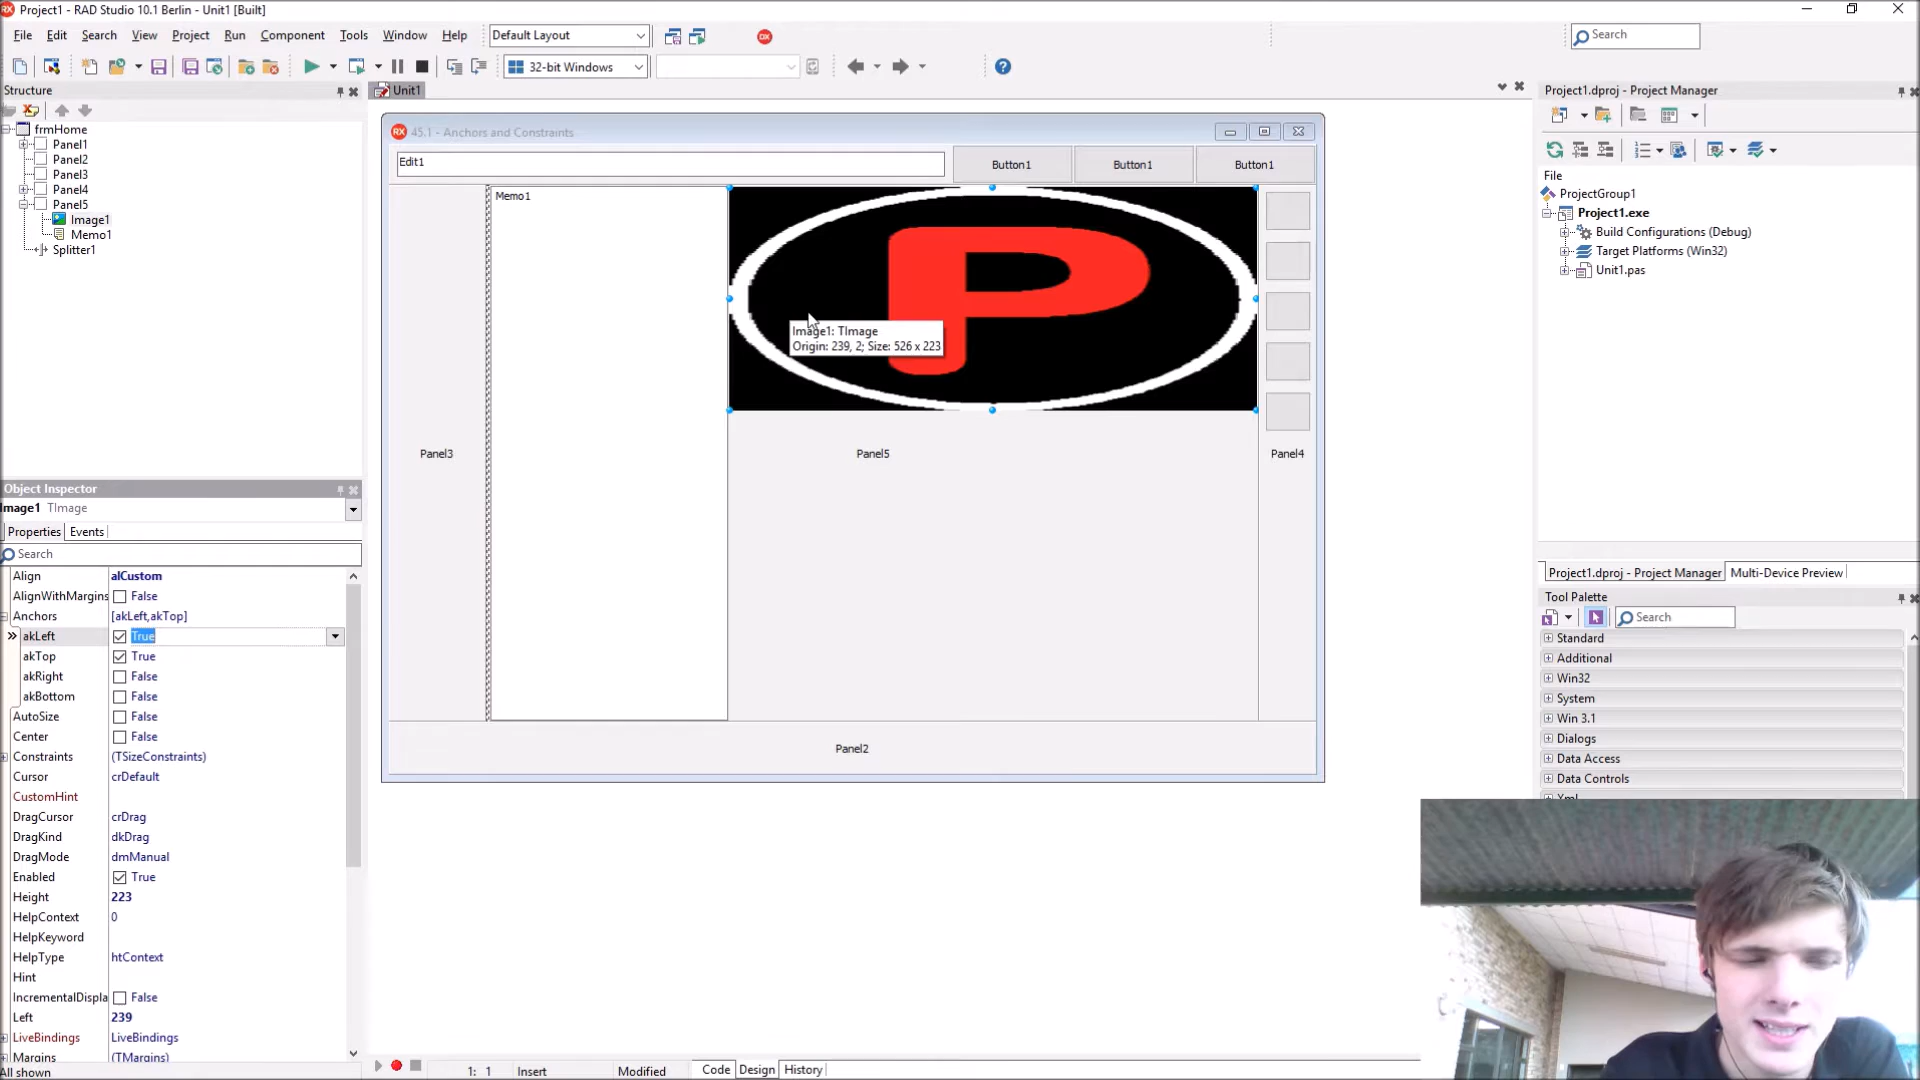 Project1 - RAD Studio 10.1 Berlin - Unit1 [Built]
File Edit Search View Project Run Component Tools Window Help Default Layout
Search
32-bit Windows
Structure
Unit1
Project1.dproj - Project Manager
frmHome
Panel1
Panel2
Panel3
Panel4
Panel5
Image1
Memo1
Splitter1
45.1 - Anchors and Constraints
Edit1
Button1 Button1 Button1
Memo1
P
Image1: TImage
Origin: 239, 2; Size: 526 x 223
Panel3
Panel5
Panel4
Panel2
File
ProjectGroup1
Project1.exe
Build Configurations (Debug)
Target Platforms (Win32)
Unit1.pas
Object Inspector
Image1 TImage
Properties Events
Search
Align alCustom
AlignWithMargins False
Anchors [akLeft,akTop]
akLeft True
akTop True
akRight False
akBottom False
AutoSize False
Center False
Constraints (TSizeConstraints)
Cursor crDefault
CustomHint
DragCursor crDrag
DragKind dkDrag
DragMode dmManual
Enabled True
Height 223
HelpContext 0
HelpKeyword
HelpType htContext
Hint
IncrementalDispla False
Left 239
LiveBindings LiveBindings
Margins (TMargins)
All shown
1: 1 Insert Modified Code Design History
Project1.dproj - Project Manager Multi-Device Preview
Tool Palette
Search
Standard
Additional
Win32
System
Win 3.1
Dialogs
Data Access
Data Controls